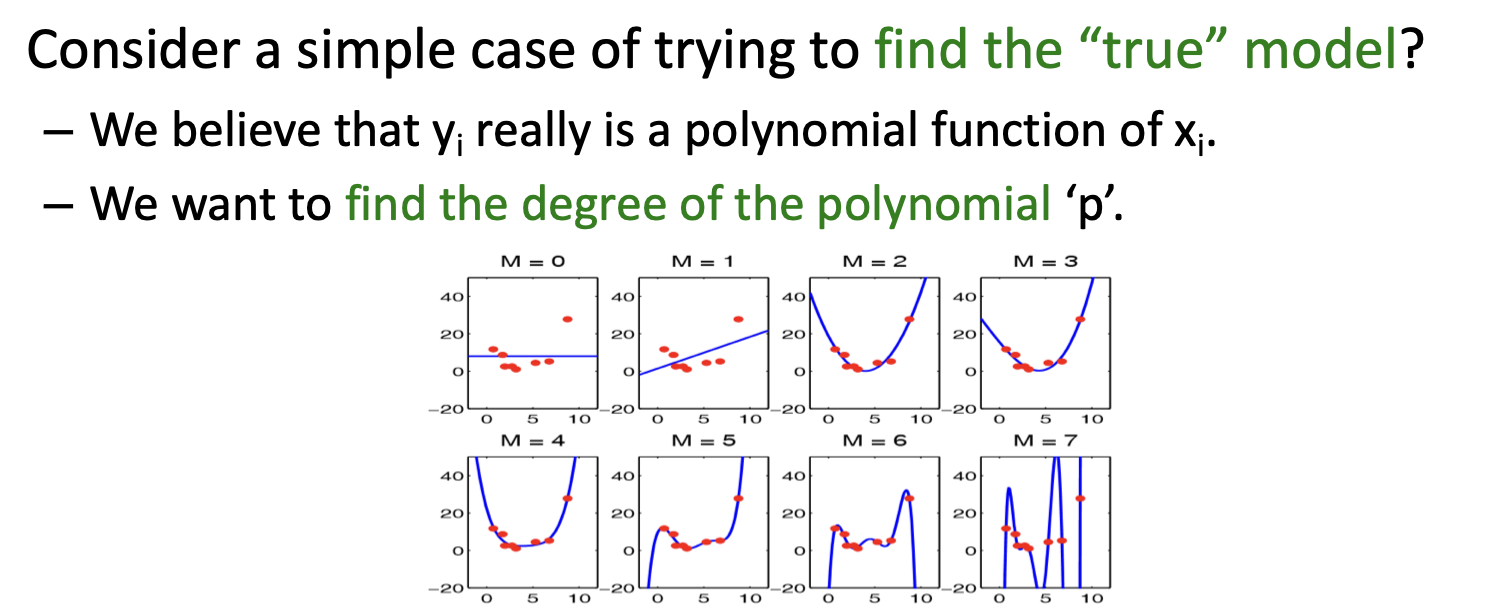 Consider a simple case of trying to find the “true” model?
– We believe that yi really is a polynomial function of xi.
– We want to find the degree of the polynomial ‘p’.
M = 0 M = 1 M = 2 M = 3
40 40 40 40
20 20 20 20
0 0 0 0
−20 −20 −20 −20
0 5 10 0 5 10 0 5 10 0 5 10
M = 4 M = 5 M = 6 M = 7
40 40 40 40
20 20 20 20
0 0 0 0
−20 −20 −20 −20
0 5 10 0 5 10 0 5 10 0 5 10